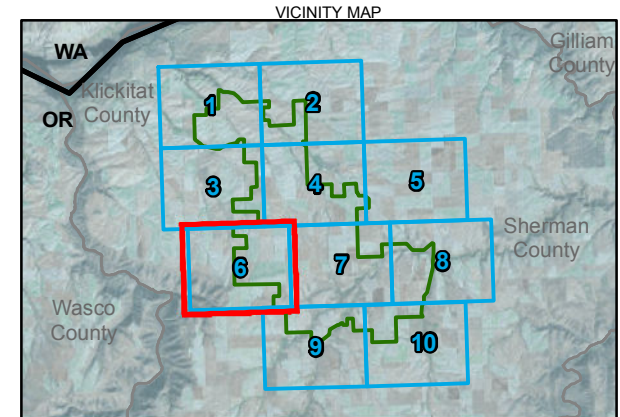 VICINITY MAP
WA
Gilliam
County
Klickitat
County
OR
1
2
3
4
5
6
7
8
Sherman
County
Wasco
County
9
10